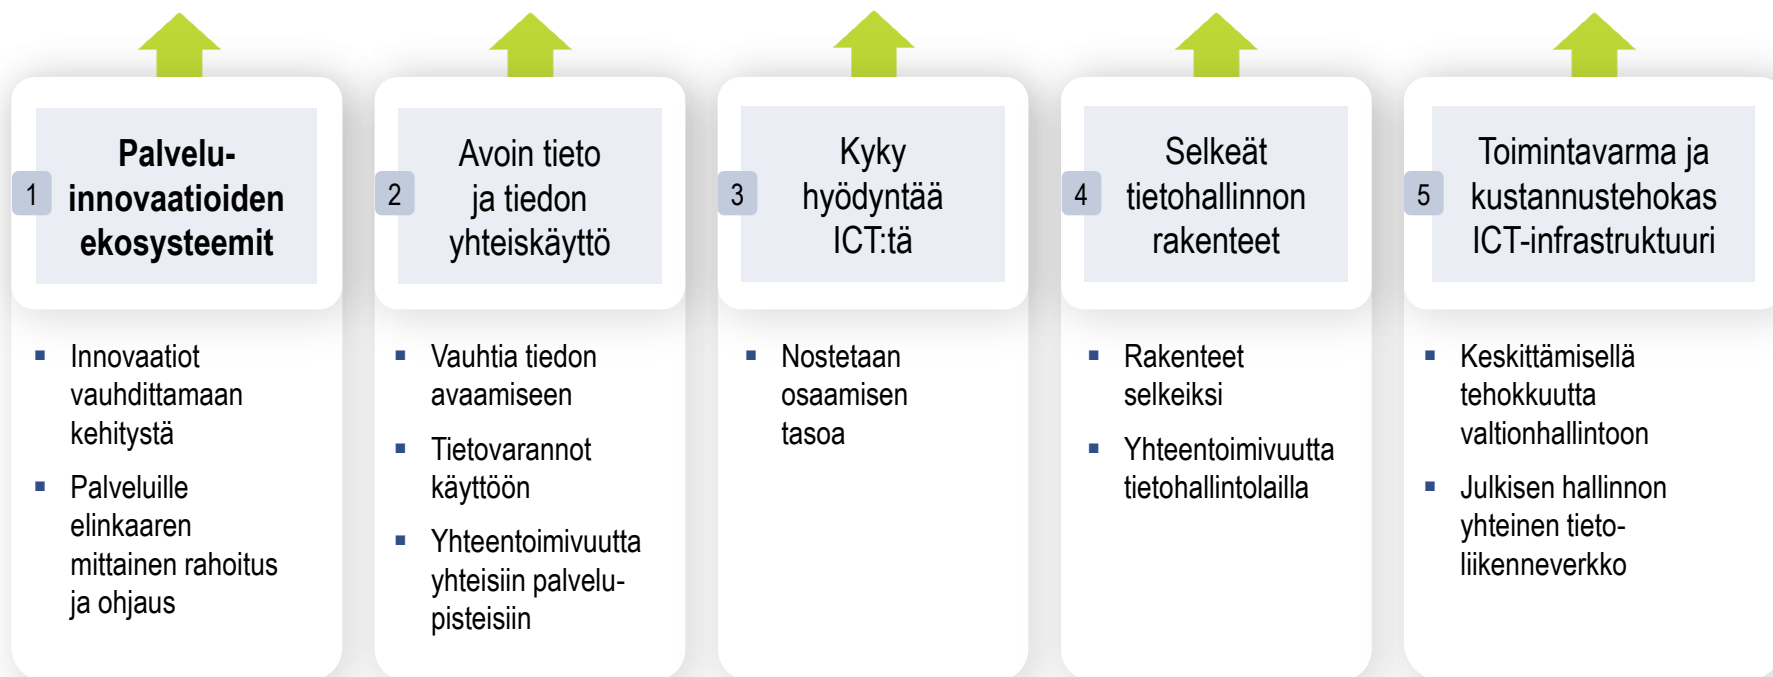 1
Palvelu-
innovaatioiden
ekosysteemit
▪ Innovaatiot
vauhdittamaan
kehitystä
▪ Palveluille
elinkaaren
mittainen rahoitus
ja ohjaus
2
Avoin tieto
ja tiedon
yhteiskäyttö
▪ Vauhtia tiedon
avaamiseen
▪ Tietovarannot
käyttöön
▪ Yhteentoimivuutta
yhteisiin palvelu-
pisteisiin
3
Kyky
hyödyntää
ICT:tä
▪ Nostetaan
osaamisen
tasoa
4
Selkeät
tietohallinnon
rakenteet
▪ Rakenteet
selkeiksi
▪ Yhteentoimivuutta
tietohallintolailla
5
Toimintavarma ja
kustannustehokas
ICT-infrastruktuuri
▪ Keskittämisellä
tehokkuutta
valtionhallintoon
▪ Julkisen hallinnon
yhteinen tieto-
liikenneverkko